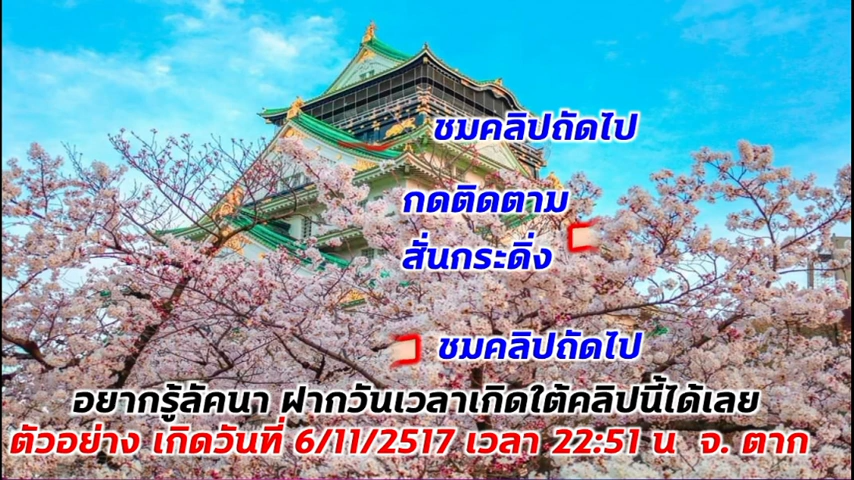 ชมคลิปถัดไป
กดติดตาม
สั่นกระดิ่ง
ชมคลิปถัดไป
อยากรู้ลัคนา ฝากวันเวลาเกิดใต้คลิปนี้ได้เลย
ตัวอย่าง เกิดวันที่ 6/11/2517 เวลา 22:51 น จ. ตาก